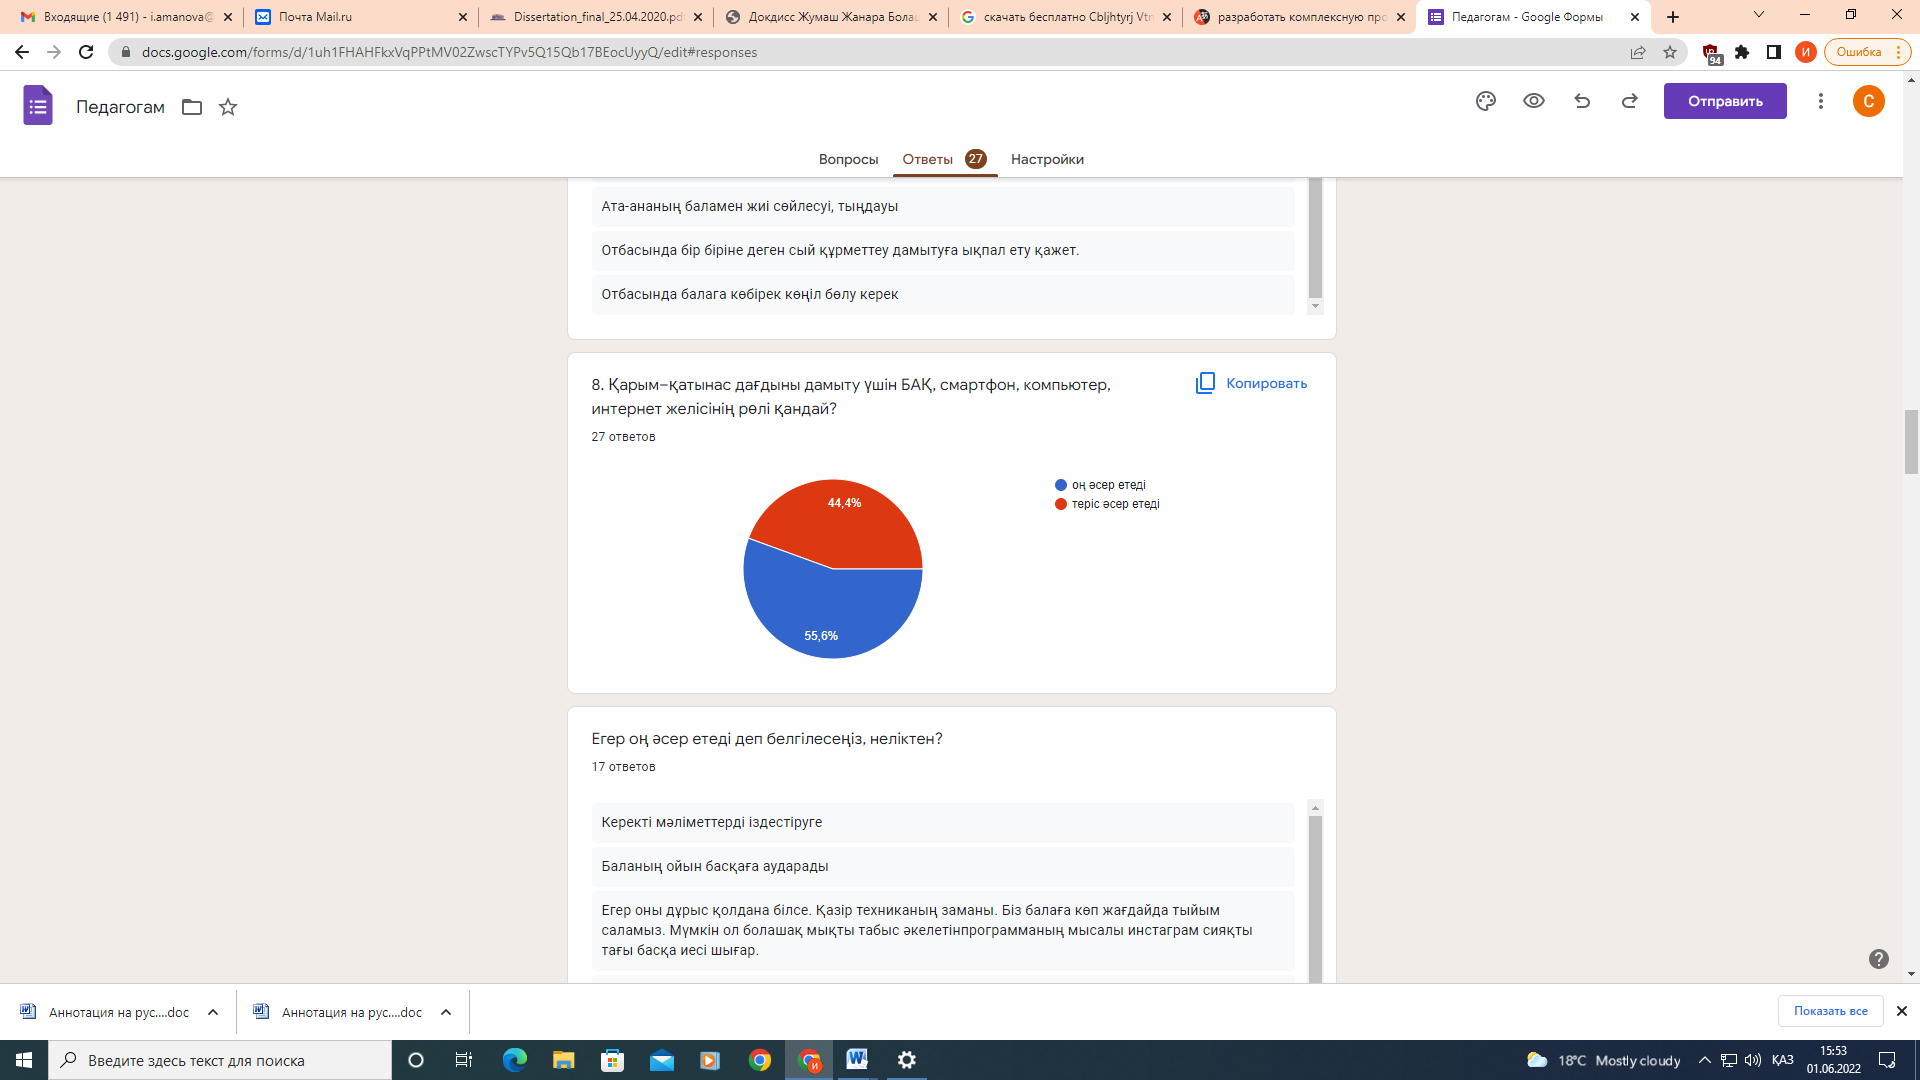 Входящие (1 491) - i.amanova@
Почта Mail.ru
Dissertation_final_25.04.2020.pd
Докдисс Жумаш Жанара Бола
скачать бесплатно Cbljhtyrj Vtn
разработать комплексную про
Педагогам - Google Формы
docs.google.com/forms/d/1uh1FHAHFkxVqPPtMV02ZwscTYPv5Q15Qb17BEocUyyQ/edit#responses
94
И
Ошибка
Педагогам
Отправить
С
Вопросы
Ответы
27
Настройки
Ата-ананың баламен жиі сөйлесуі, тыңдауы
Отбасында бір біріне деген сый құрметтеу дамытуға ықпал ету қажет.
Отбасында балага көбірек көңіл бөлу керек
8. Қарым–қатынас дағдыны дамыту үшін БАҚ, смартфон, компьютер,
интернет желісінің рөлі қандай?
Копировать
27 ответов
44,4%
55,6%
оң әсер етеді
теріс әсер етеді
Егер оң әсер етеді деп белгілесеңіз, неліктен?
17 ответов
Керекті мәліметтерді іздестіруге
Баланың ойын басқаға аударады
Егер оны дұрыс қолдана білсе. Қазір техниканың заманы. Біз балаға көп жағдайда тыйым
саламыз. Мүмкін ол болашақ мықты табыс әкелетінпрограмманың мысалы инстаграм сияқты
тағы басқа иесі шығар.
Аннотация на рус....doc
Аннотация на рус....doc
Показать все
Введите здесь текст для поиска
18°C Mostly cloudy
ҚАЗ
15:53
01.06.2022